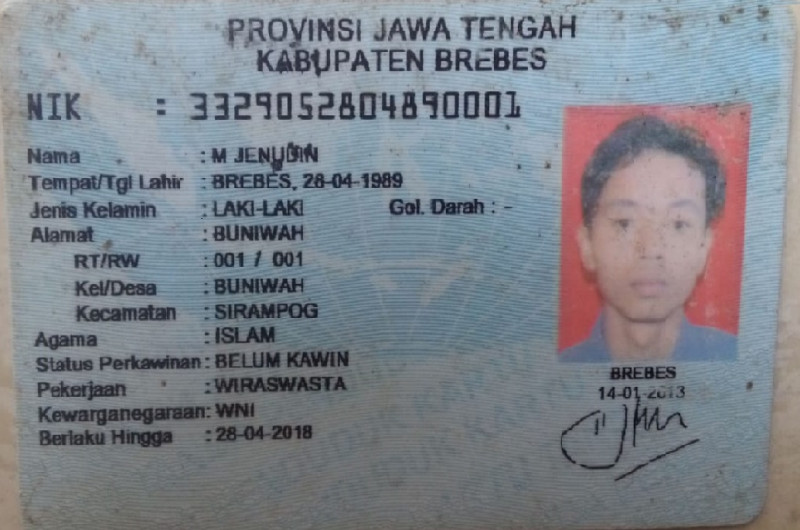 PROVINSI JAWA TENGAH
KABUPATEN BREBES
NIK : 3329052804890001
Nama : M JENUDIN
Tempat/Tgl Lahir : BREBES, 28-04-1989
Jenis Kelamin : LAKI-LAKI Gol. Darah : -
Alamat : BUNIWAH
RT/RW : 001 / 001
Kel/Desa : BUNIWAH
Kecamatan : SIRAMPOG
Agama : ISLAM
Status Perkawinan : BELUM KAWIN
Pekerjaan : WIRASWASTA
Kewarganegaraan : WNI
Berlaku Hingga : 28-04-2018
BREBES
14-01-2013